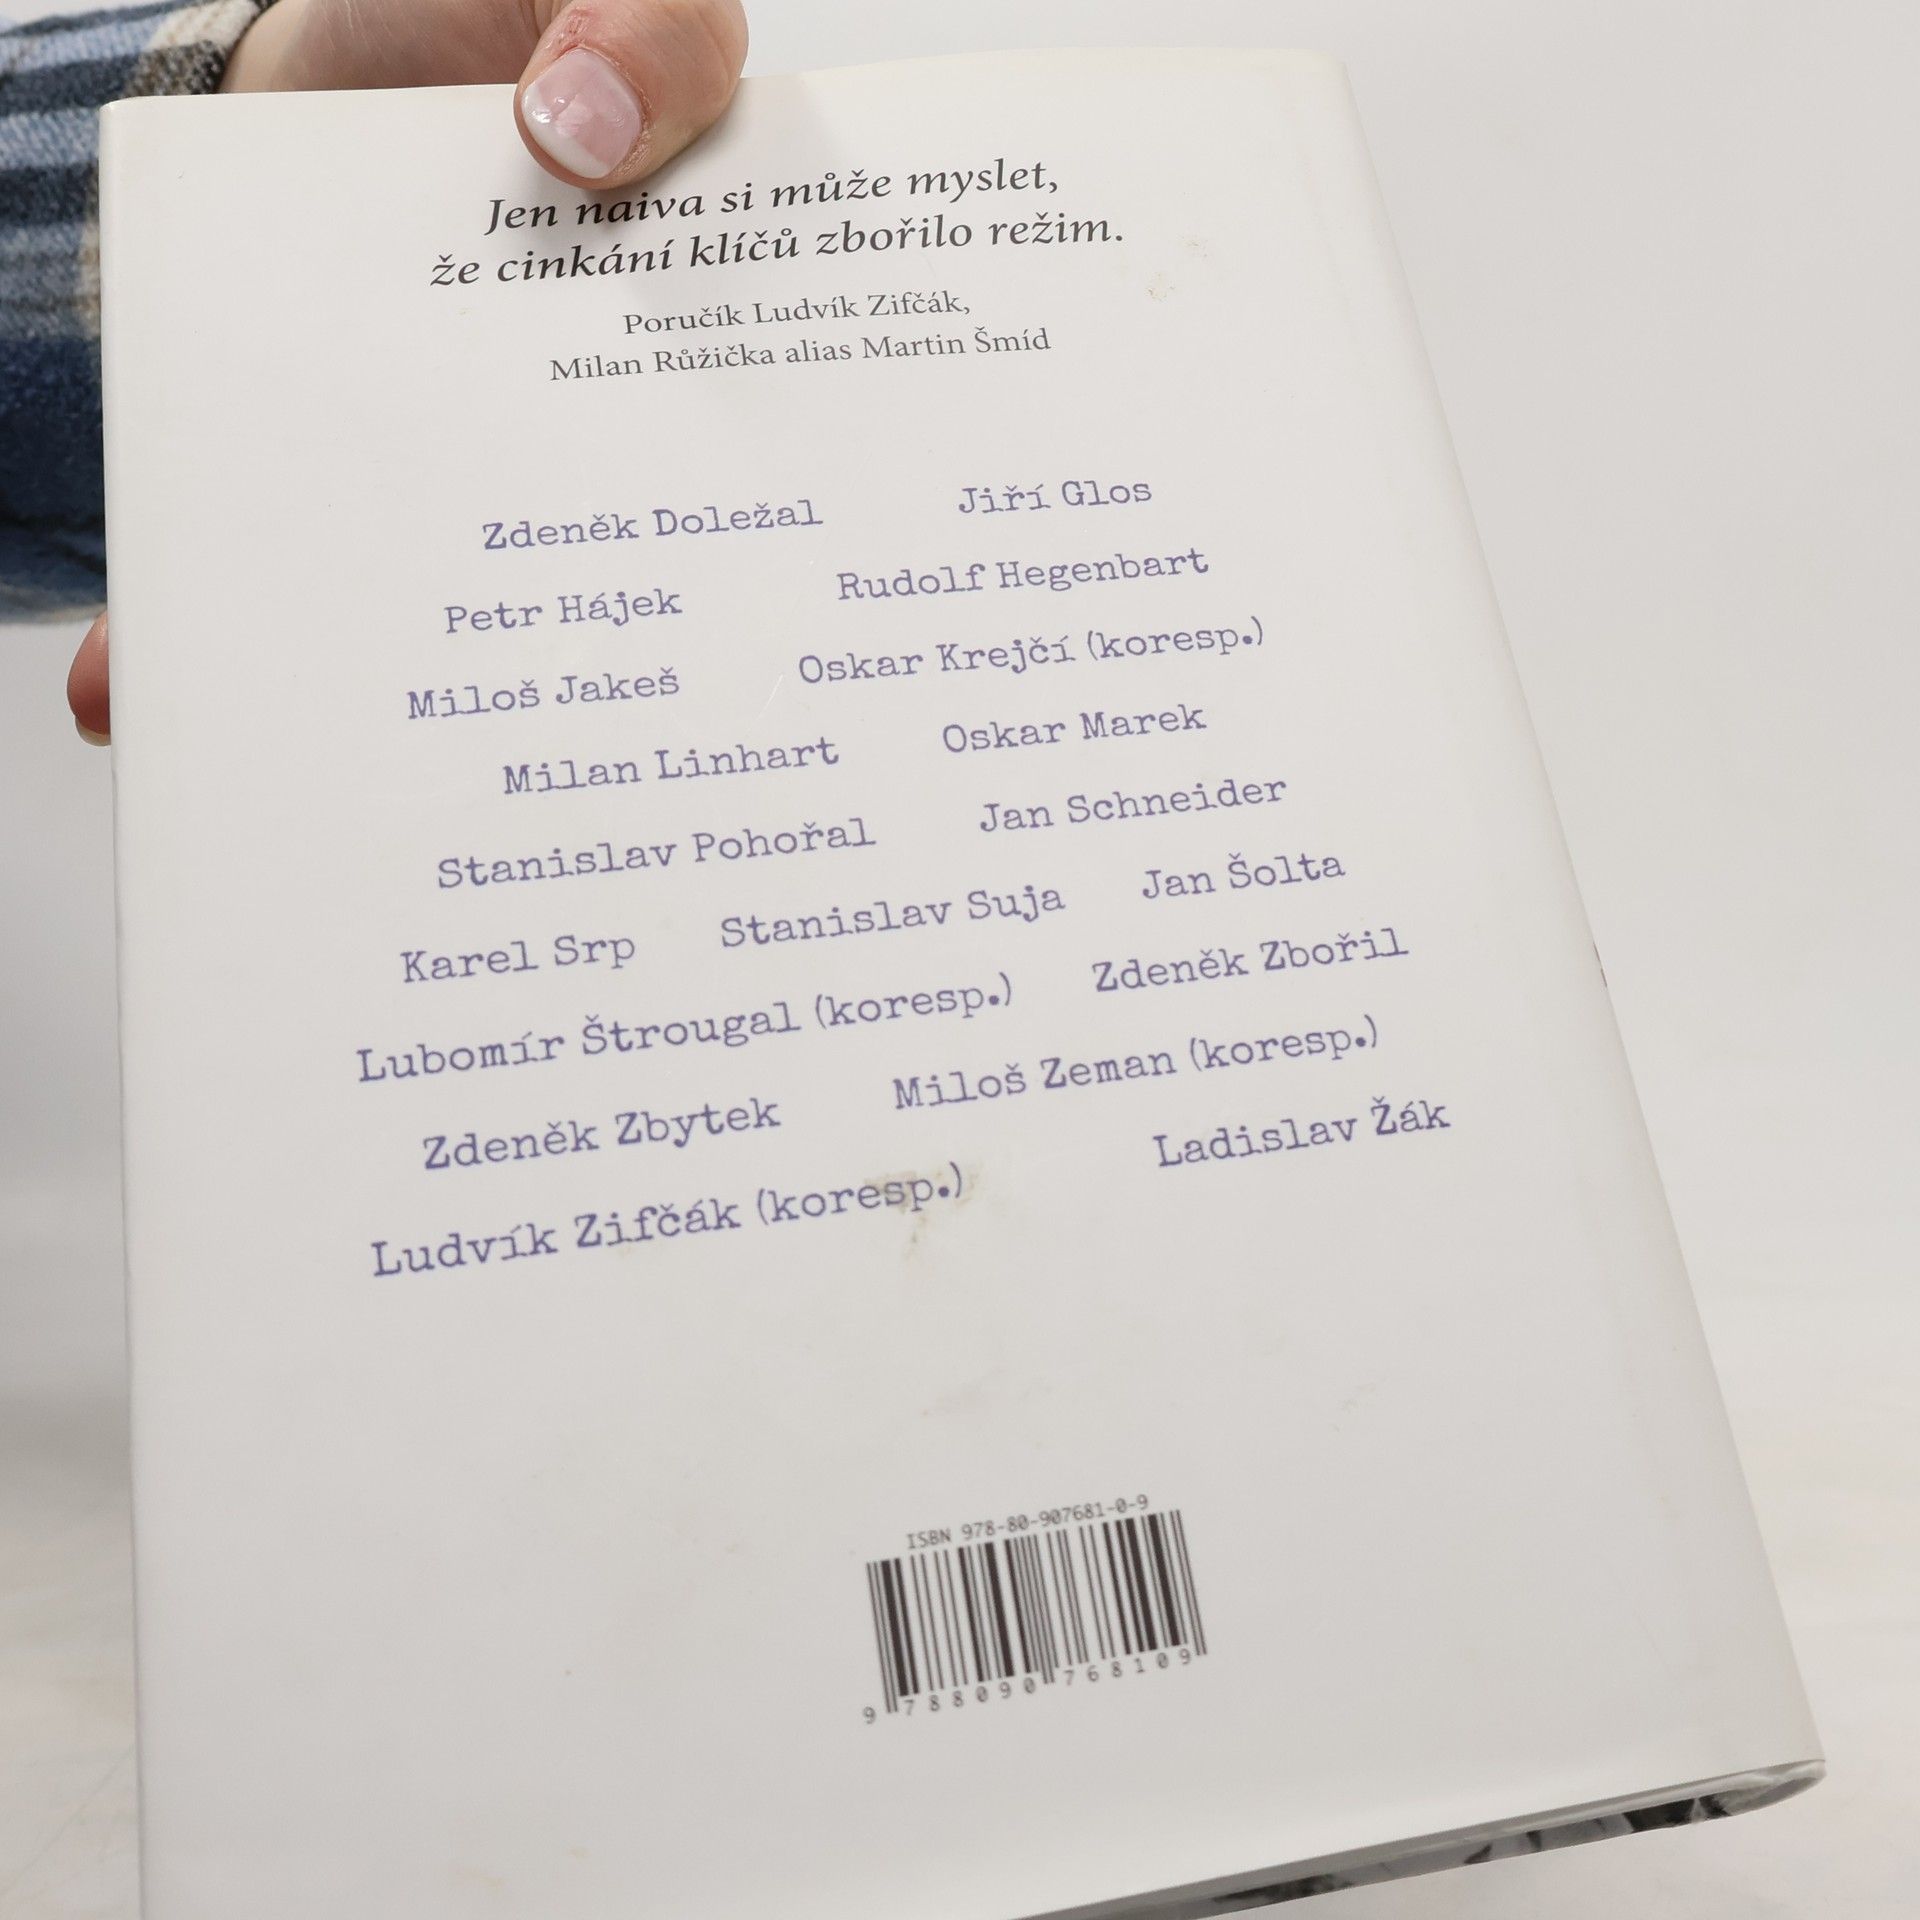 Jen naiva si může myslet,
že cinkání klíčů zbořilo režim.
Poručík Ludvík Zifčák,
Milan Růžička alias Martin Šmíd
Zdeněk Doležal Jiří Glos
Petr Hájek Rudolf Hegenbart
Miloš Jakeš Oskar Krejčí (koresp.)
Milan Linhart Oskar Marek
Stanislav Pohořal Jan Schneider
Karel Srp Stanislav Suja Jan Šolta
Lubomír Štrougal (koresp.) Zdeněk Zbořil
Zdeněk Zbytek Miloš Zeman (koresp.)
Ludvík Zifčák (koresp.) Ladislav Žák
ISBN 978-80-907681-0-9
9 788090 768109